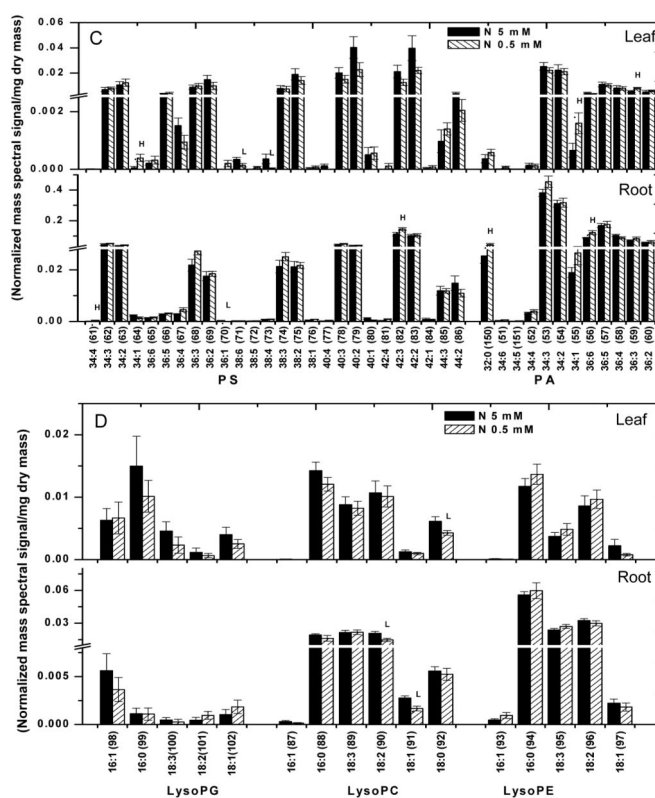 C
N 5 mM
N 0.5 mM
Leaf
0.06
0.04
0.02
0.002
0.000
H
L
L
H
H
Root
0.4
0.2
0.02
0.00
H
L
H
H
H
34:4 (61)
34:3 (62)
34:2 (63)
34:1 (64)
36:6 (65)
36:5 (66)
36:4 (67)
36:3 (68)
36:2 (69)
36:1 (70)
38:6 (71)
38:5 (72)
38:4 (73)
38:3 (74)
38:2 (75)
38:1 (76)
40:4 (77)
40:3 (78)
40:2 (79)
40:1 (80)
42:4 (81)
42:3 (82)
42:2 (83)
42:1 (84)
44:3 (85)
44:2 (86)
32:0 (150)
34:6 (51)
34:5 (151)
34:4 (52)
34:3 (53)
34:2 (54)
34:1 (55)
36:6 (56)
36:5 (57)
36:4 (58)
36:3 (59)
36:2 (60)
PS
PA
(Normalized mass spectral signal/mg dry mass)
D
N 5 mM
N 0.5 mM
Leaf
0.02
0.01
0.00
L
Root
0.06
0.03
0.005
0.000
L
L
16:1 (98)
16:0 (99)
18:3(100)
18:2(101)
18:1(102)
16:1 (87)
16:0 (88)
18:3 (89)
18:2 (90)
18:1 (91)
18:0 (92)
16:1 (93)
16:0 (94)
18:3 (95)
18:2 (96)
18:1 (97)
LysoPG
LysoPC
LysoPE
(Normalized mass spectral signal/mg dry mass)